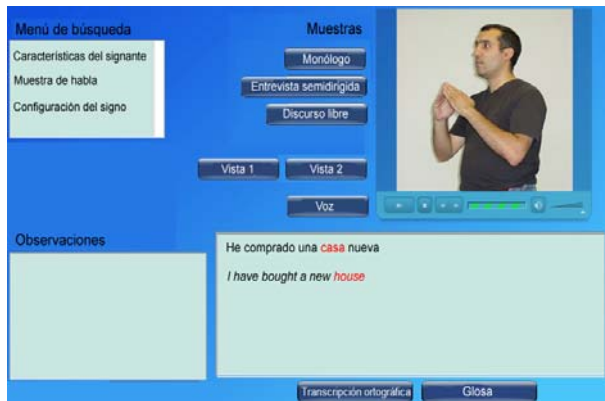 Menú de búsqueda
Características del signante
Muestra de habla
Configuración del signo
Muestras
Monólogo
Entrevista semidirigida
Discurso libre
Vista 1
Vista 2
Voz
Observaciones
He comprado una casa nueva
I have bought a new house
Transcripción ortográfica
Glosa